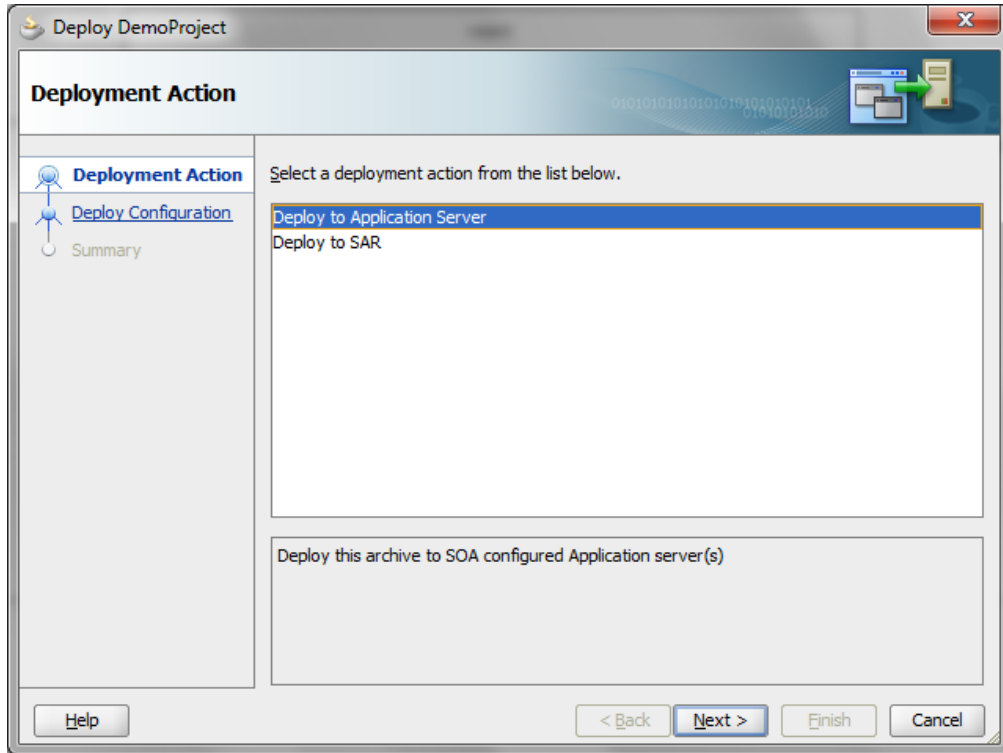 Deploy DemoProject
Deployment Action
Deployment Action
Deploy Configuration
Summary
Select a deployment action from the list below.
Deploy to Application Server
Deploy to SAR
Deploy this archive to SOA configured Application server(s)
Help
< Back
Next >
Finish
Cancel